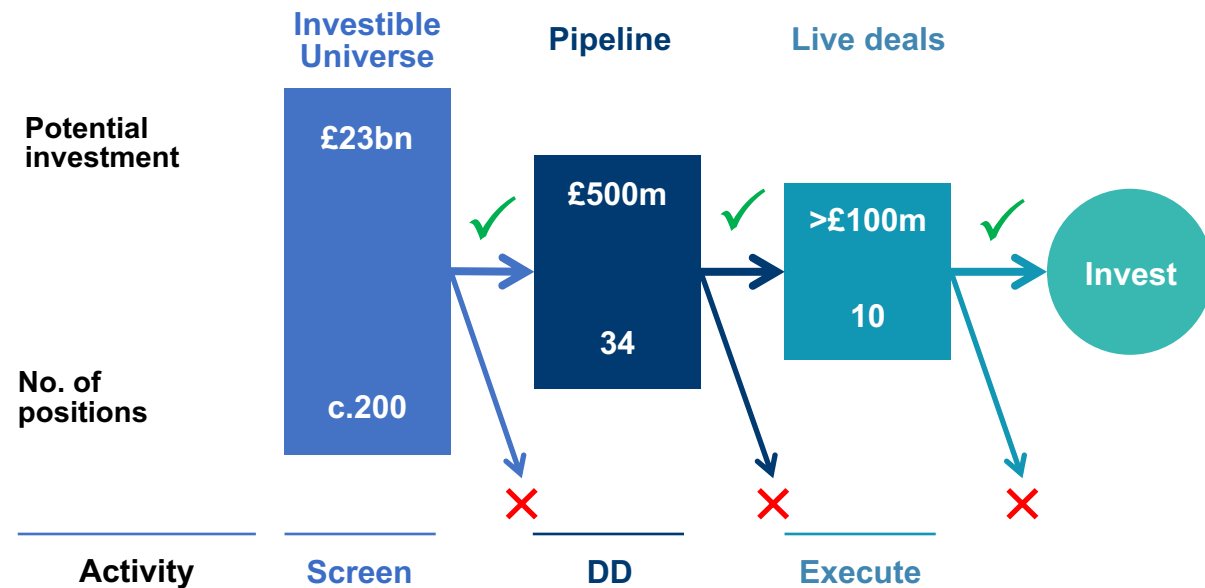 Investible
Universe
Pipeline
Live deals
Potential
investment
£23bn
£500m
>£100m
Invest
No. of
positions
c.200
34
10
Activity
Screen
DD
Execute